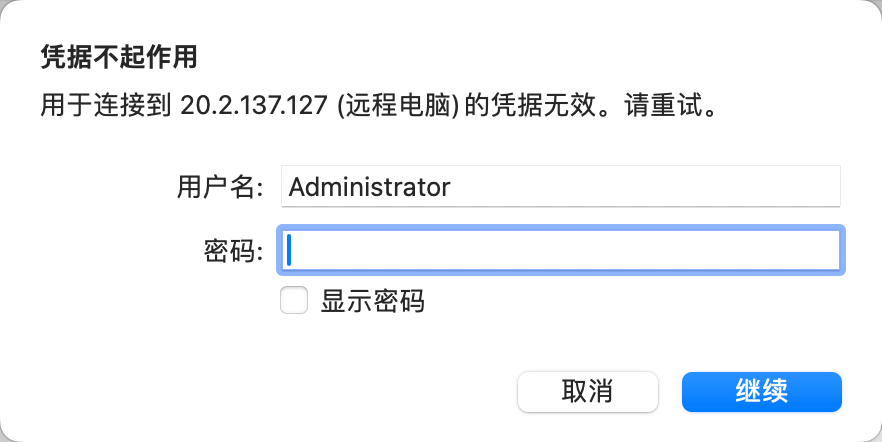 凭据不起作用
用于连接到 20.2.137.127 (远程电脑)的凭据无效。请重试。
用户名: Administrator
密码:
显示密码
取消 继续